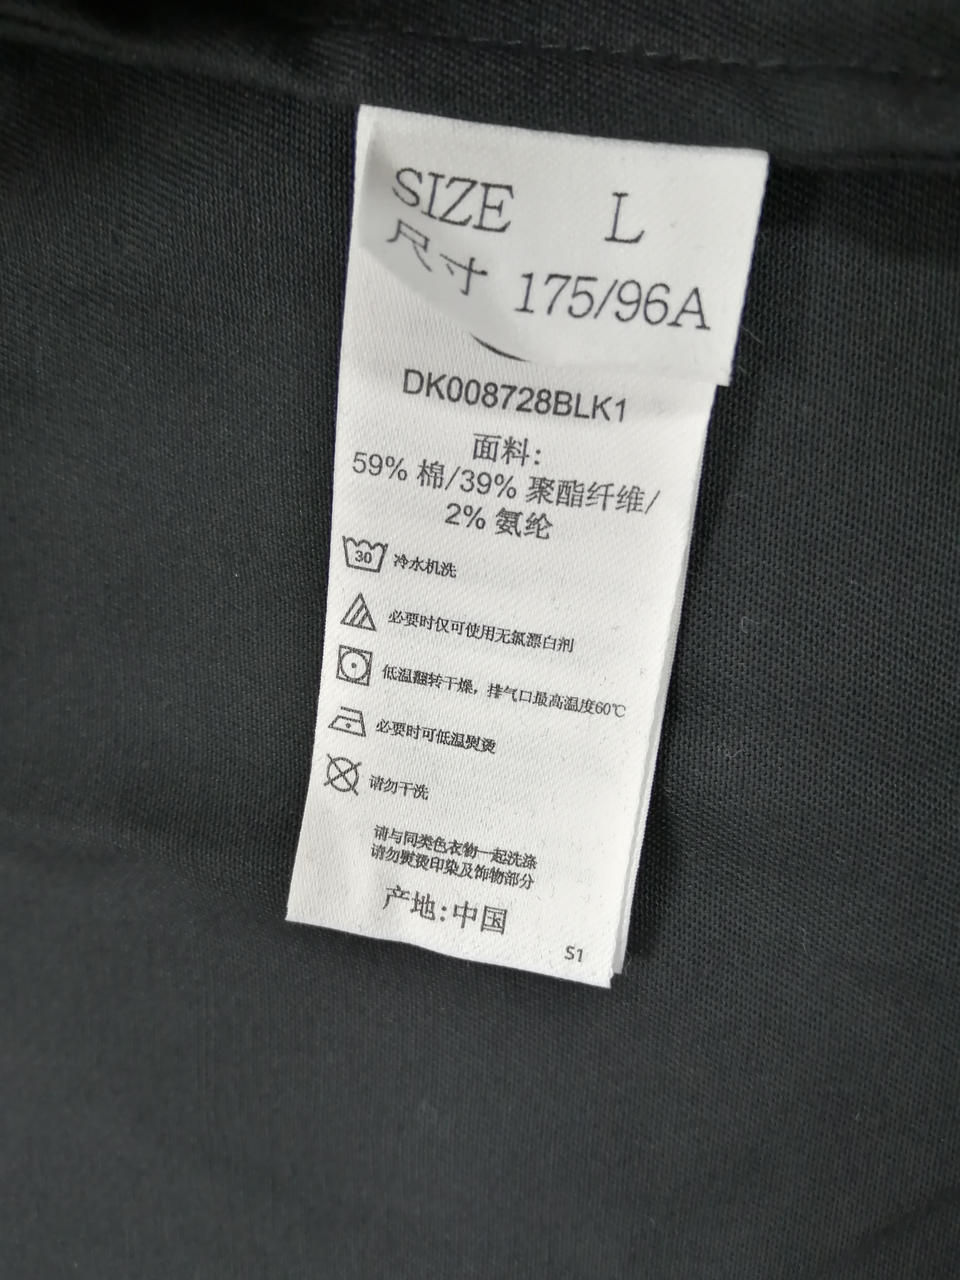 SIZE L
尺寸 175/96A
DK008728BLK1
面料:
59% 棉/39% 聚酯纤维/
2% 氨纶
30 冷水机洗
必要时仅可使用无氯漂白剂
低温翻转干燥，排气口最高温度60℃
必要时可低温熨烫
请勿干洗
请与同类色衣物一起洗涤
请勿熨烫印染及饰物部分
产地:中国
S1